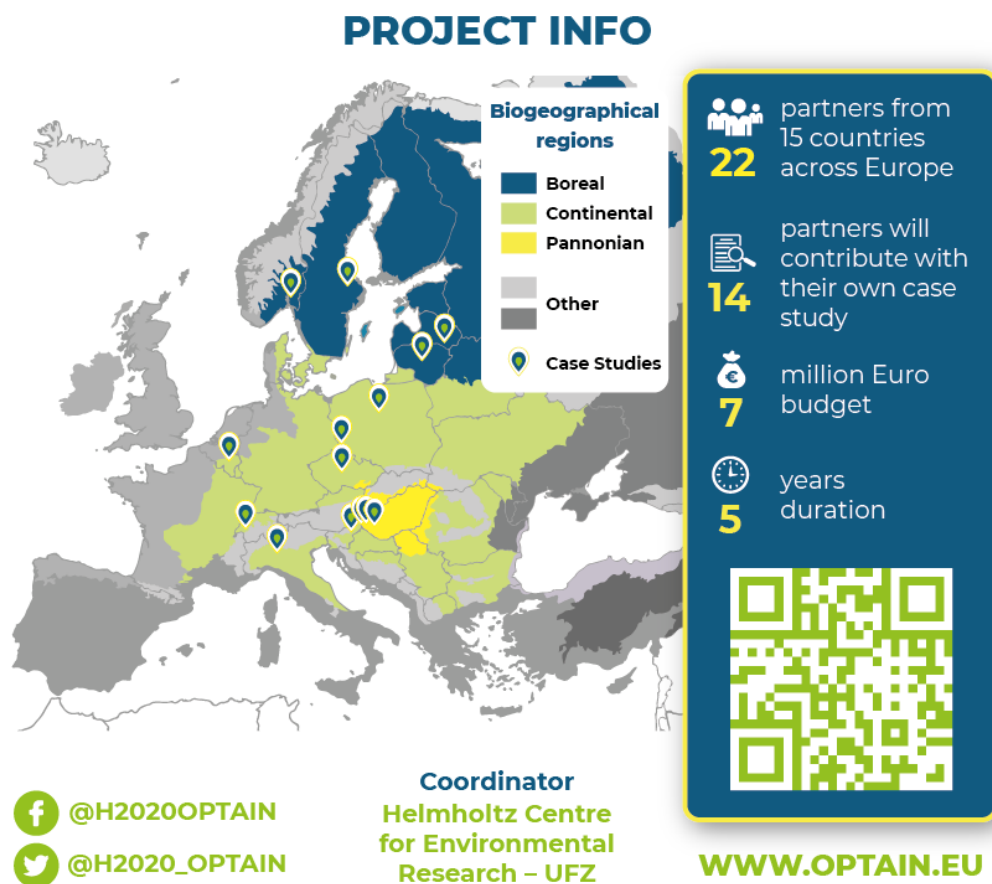 PROJECT INFO
Biogeographical
regions
Boreal
Continental
Pannonian
Other
Case Studies
partners from
15 countries
across Europe
22
partners will
contribute with
their own case
study
14
million Euro
budget
7
years
duration
5
@H2020OPTAIN
@H2020_OPTAIN
Coordinator
Helmholtz Centre
for Environmental
Research – UFZ
WWW.OPTAIN.EU